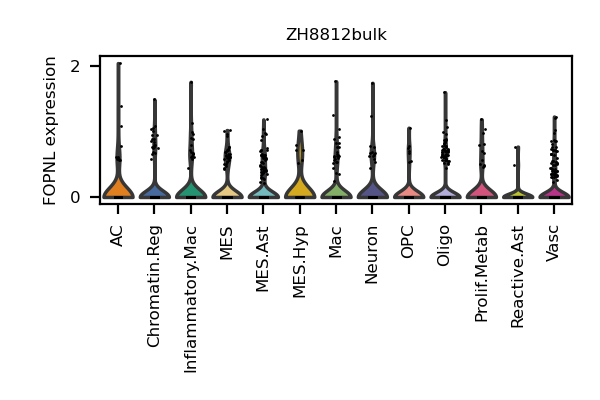 ZH8812bulk
FOPNL expression
2
0
AC
Chromatin.Reg
Inflammatory.Mac
MES
MES.Ast
MES.Hyp
Mac
Neuron
OPC
Oligo
Prolif.Metab
Reactive.Ast
Vasc